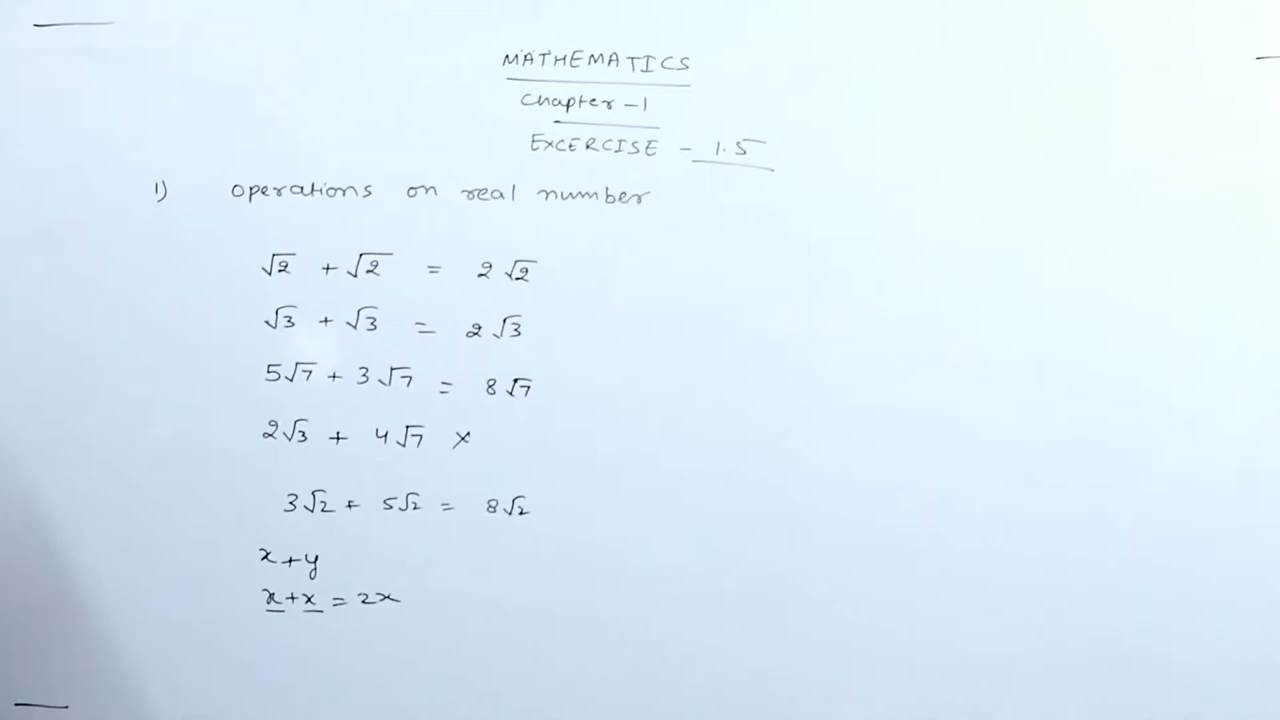 MATHEMATICS
Chapter - 1
EXCERCISE - 1.5
1) operations on real number
√2 + √2 = 2√2
√3 + √3 = 2√3
5√7 + 3√7 = 8√7
2√3 + 4√7 ×
3√2 + 5√2 = 8√2
x+y
x+x = 2x